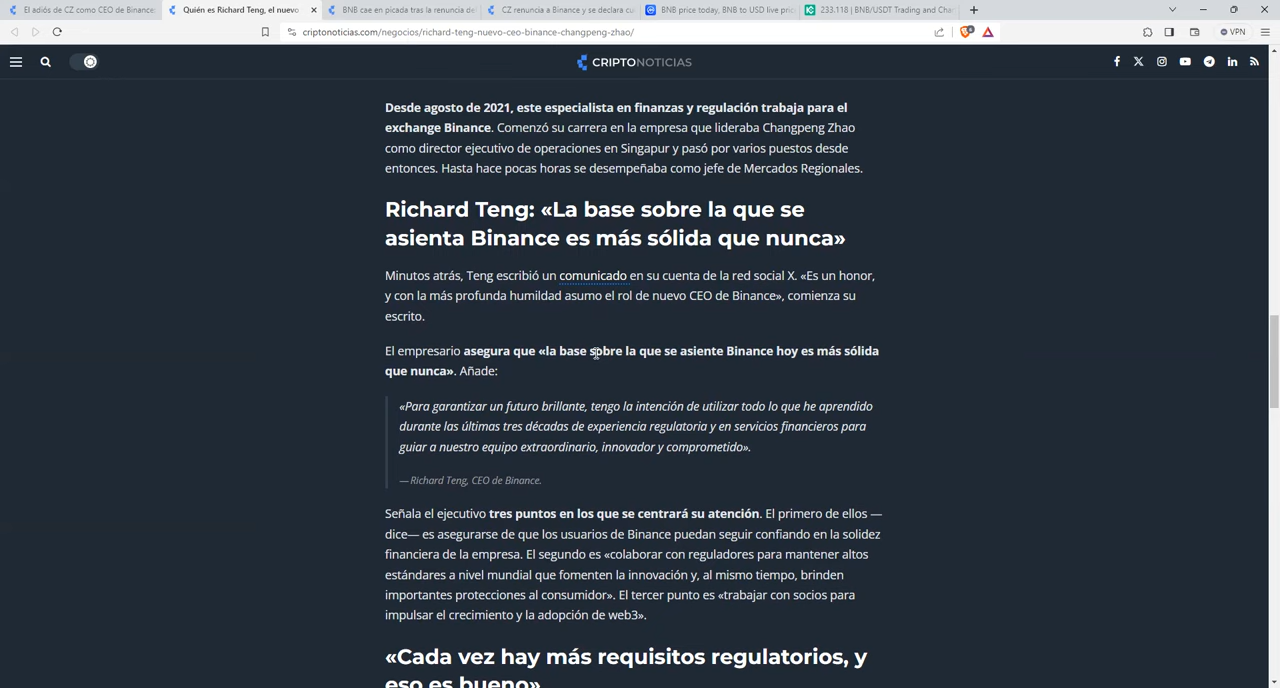 El adiós de CZ como CEO de Binance:
Quién es Richard Teng, el nuevo
BNB cae en picada tras la renuncia de
CZ renuncia a Binance y se declara cu
BNB price today, BNB to USD live pric
233.118 | BNB/USDT Trading and Cha
criptonoticias.com/negocios/richard-teng-nuevo-ceo-binance-changpeng-zhao/
VPN
CRIPTONOTICIAS
Desde agosto de 2021, este especialista en finanzas y regulación trabaja para el
exchange Binance. Comenzó su carrera en la empresa que lideraba Changpeng Zhao
como director ejecutivo de operaciones en Singapur y pasó por varios puestos desde
entonces. Hasta hace pocas horas se desempeñaba como jefe de Mercados Regionales.
Richard Teng: «La base sobre la que se
asienta Binance es más sólida que nunca»
Minutos atrás, Teng escribió un comunicado en su cuenta de la red social X. «Es un honor,
y con la más profunda humildad asumo el rol de nuevo CEO de Binance», comienza su
escrito.
El empresario asegura que «la base sobre la que se asiente Binance hoy es más sólida
que nunca». Añade:
«Para garantizar un futuro brillante, tengo la intención de utilizar todo lo que he aprendido
durante las últimas tres décadas de experiencia regulatoria y en servicios financieros para
guiar a nuestro equipo extraordinario, innovador y comprometido».
—Richard Teng, CEO de Binance.
Señala el ejecutivo tres puntos en los que se centrará su atención. El primero de ellos —
dice— es asegurarse de que los usuarios de Binance puedan seguir confiando en la solidez
financiera de la empresa. El segundo es «colaborar con reguladores para mantener altos
estándares a nivel mundial que fomenten la innovación y, al mismo tiempo, brinden
importantes protecciones al consumidor». El tercer punto es «trabajar con socios para
impulsar el crecimiento y la adopción de web3».
«Cada vez hay más requisitos regulatorios, y
eso es bueno»